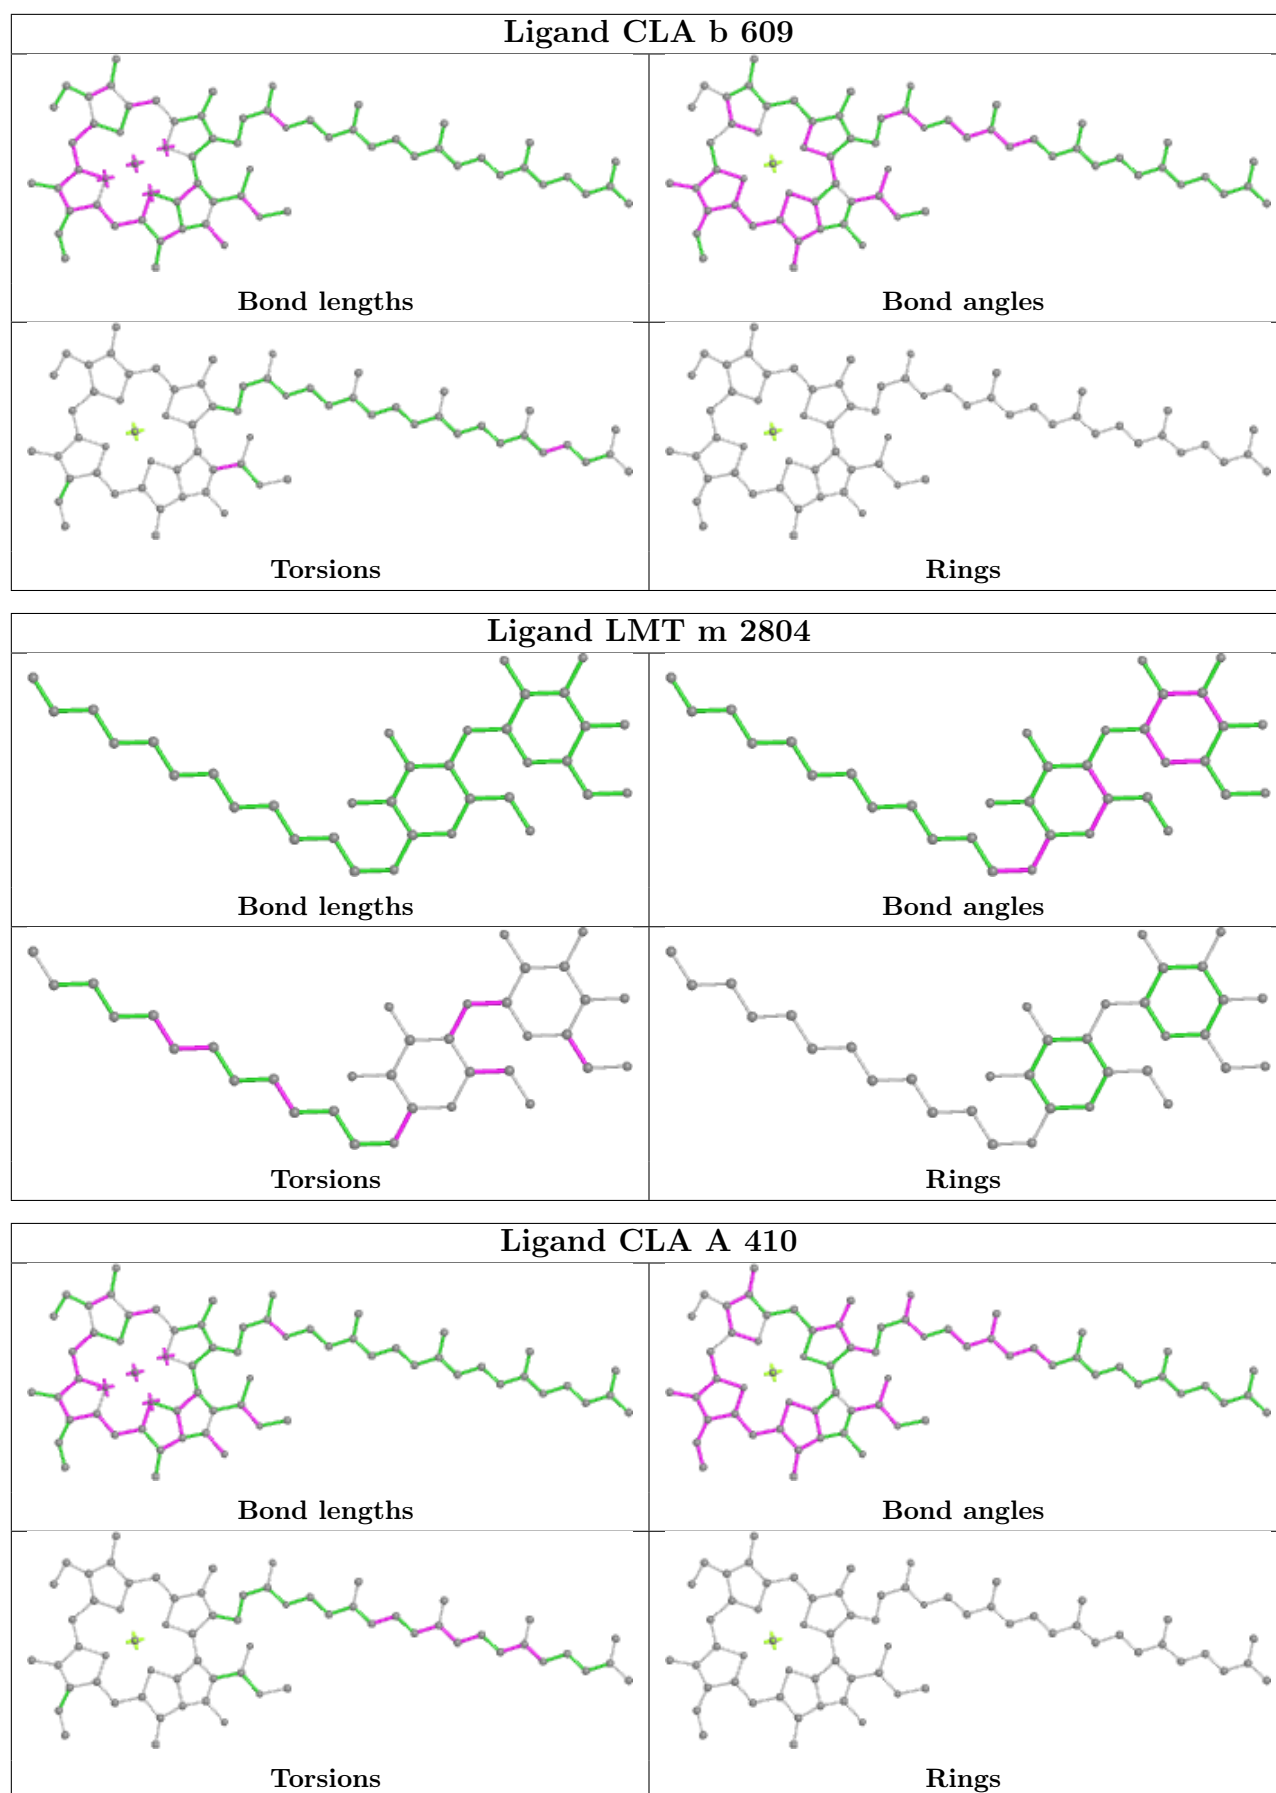 Ligand CLA b 609
Bond lengths
Bond angles
Torsions
Rings
Ligand LMT m 2804
Bond lengths
Bond angles
Torsions
Rings
Ligand CLA A 410
Bond lengths
Bond angles
Torsions
Rings